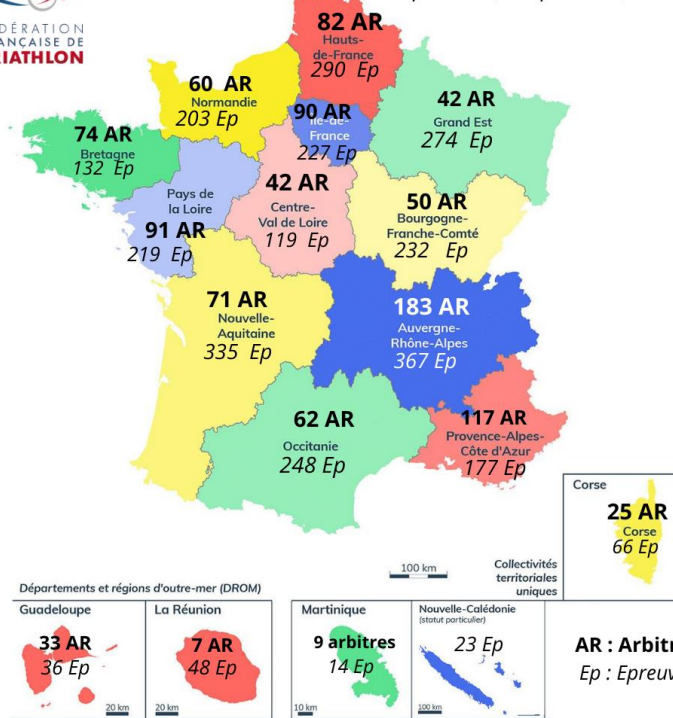 FRANÇAISE DE
TRIATHLON
82 AR
Hauts-
de-France
290 Ep
60 AR
Normandie
203 Ep
90 AR
Île-de-
France
227 Ep
42 AR
Grand Est
274 Ep
74 AR
Bretagne
132 Ep
Pays de
la Loire
91 AR
219 Ep
42 AR
Centre-
Val de Loire
119 Ep
50 AR
Bourgogne-
Franche-Comté
232 Ep
71 AR
Nouvelle-
Aquitaine
335 Ep
183 AR
Auvergne-
Rhône-Alpes
367 Ep
62 AR
Occitanie
248 Ep
117 AR
Provence-Alpes-
Côte d'Azur
177 Ep
Corse
25 AR
Corse
66 Ep
100 km
Collectivités
territoriales
uniques
Départements et régions d'outre-mer (DROM)
Guadeloupe
33 AR
36 Ep
20 km
La Réunion
7 AR
48 Ep
20 km
Martinique
9 arbitres
14 Ep
10 km
Nouvelle-Calédonie
(statut particulier)
23 Ep
100 km
AR : Arbitr
Ep : Epreuv